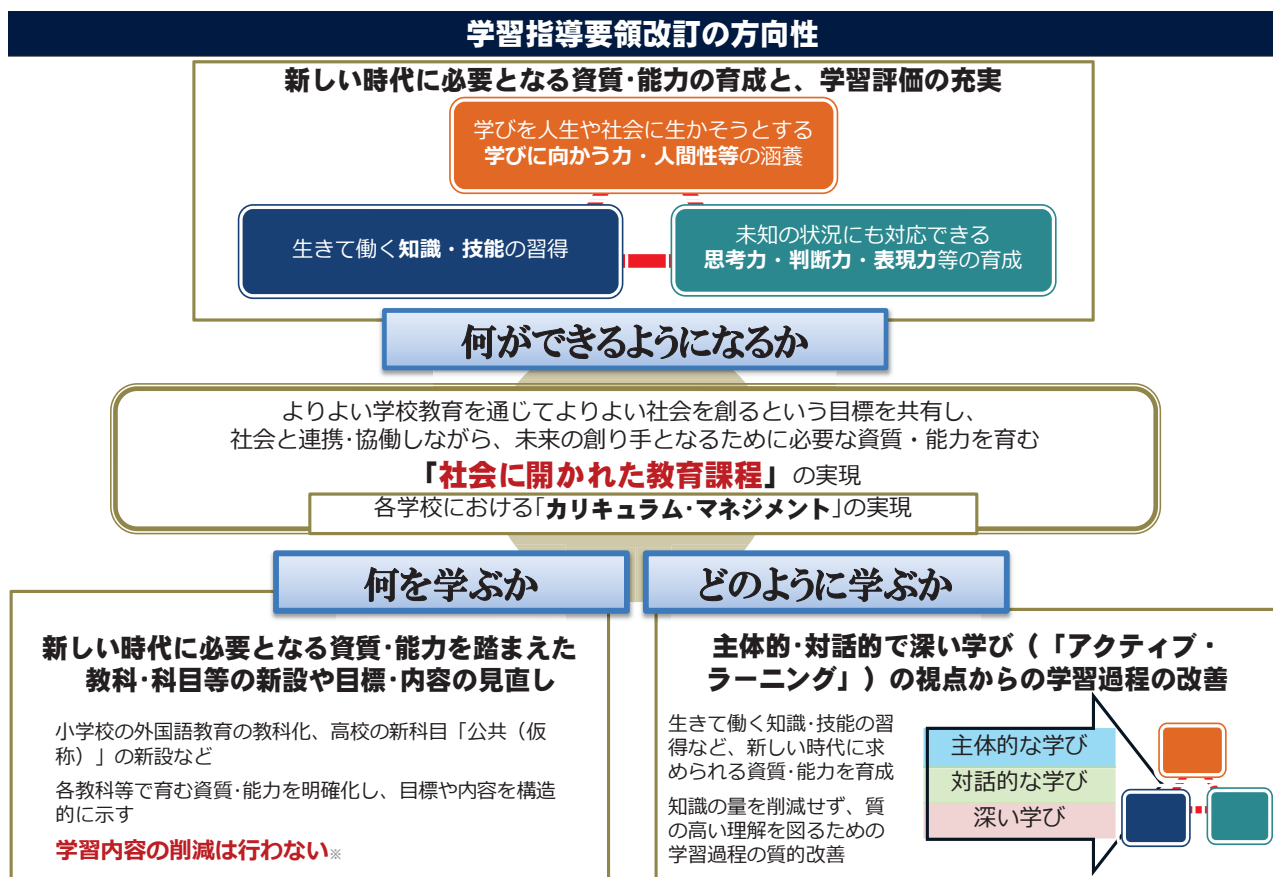 学習指導要領改訂の方向性
新しい時代に必要となる資質･能力の育成と、学習評価の充実
学びを人生や社会に生かそうとする
学びに向かう力・人間性等の涵養
生きて働く知識・技能の習得
未知の状況にも対応できる
思考力・判断力・表現力等の育成
何ができるようになるか
よりよい学校教育を通じてよりよい社会を創るという目標を共有し、
社会と連携･協働しながら、未来の創り手となるために必要な資質・能力を育む
「社会に開かれた教育課程」の実現
各学校における｢カリキュラム･マネジメント｣の実現
何を学ぶか
新しい時代に必要となる資質･能力を踏まえた
教科･科目等の新設や目標･内容の見直し
小学校の外国語教育の教科化、高校の新科目「公共（仮
称）」の新設など
各教科等で育む資質･能力を明確化し、目標や内容を構造
的に示す
学習内容の削減は行わない※
どのように学ぶか
主体的･対話的で深い学び（「アクティブ・
ラーニング」）の視点からの学習過程の改善
生きて働く知識･技能の習
得など、新しい時代に求
められる資質･能力を育成
知識の量を削減せず、質
の高い理解を図るための
学習過程の質的改善
主体的な学び
対話的な学び
深い学び